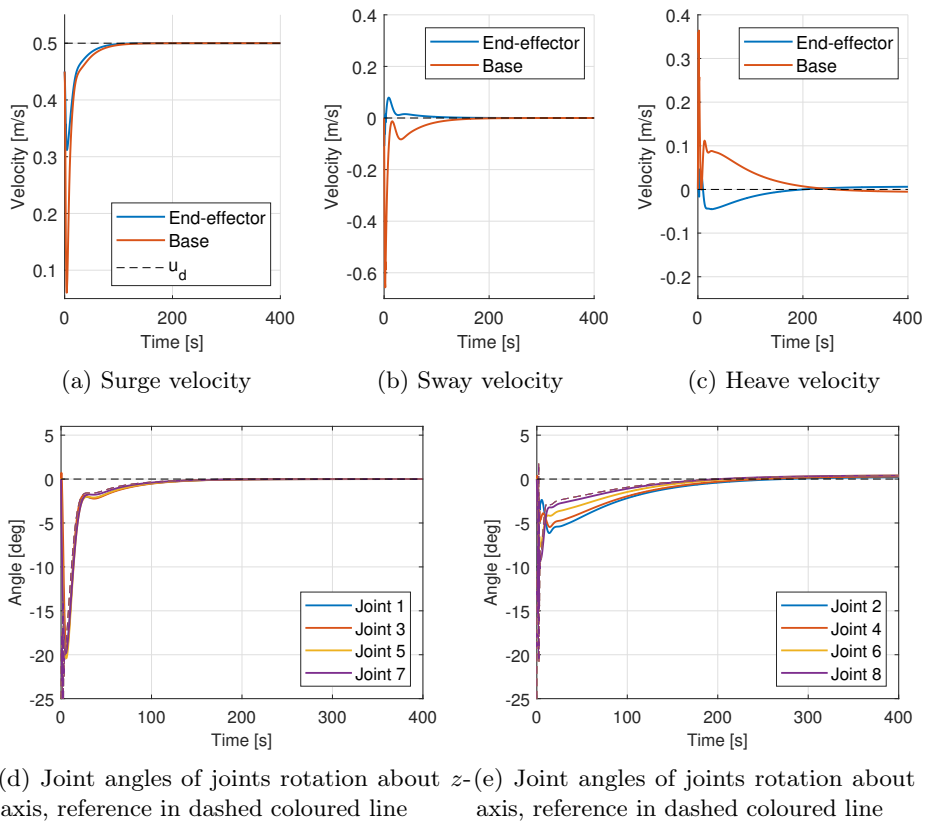 0.5
0.4
0.3
0.2
0.1
Velocity [m/s]
End-effector
Base
u_d
0 200 400
Time [s]
(a) Surge velocity
0.4
0.2
0
-0.2
-0.4
-0.6
Velocity [m/s]
End-effector
Base
0 200 400
Time [s]
(b) Sway velocity
0.4
0.3
0.2
0.1
0
-0.1
-0.2
Velocity [m/s]
End-effector
Base
0 200 400
Time [s]
(c) Heave velocity
5
0
-5
-10
-15
-20
-25
Angle [deg]
Joint 1
Joint 3
Joint 5
Joint 7
0 100 200 300 400
Time [s]
(d) Joint angles of joints rotation about z-
axis, reference in dashed coloured line
5
0
-5
-10
-15
-20
-25
Angle [deg]
Joint 2
Joint 4
Joint 6
Joint 8
0 100 200 300 400
Time [s]
(e) Joint angles of joints rotation about
axis, reference in dashed coloured line